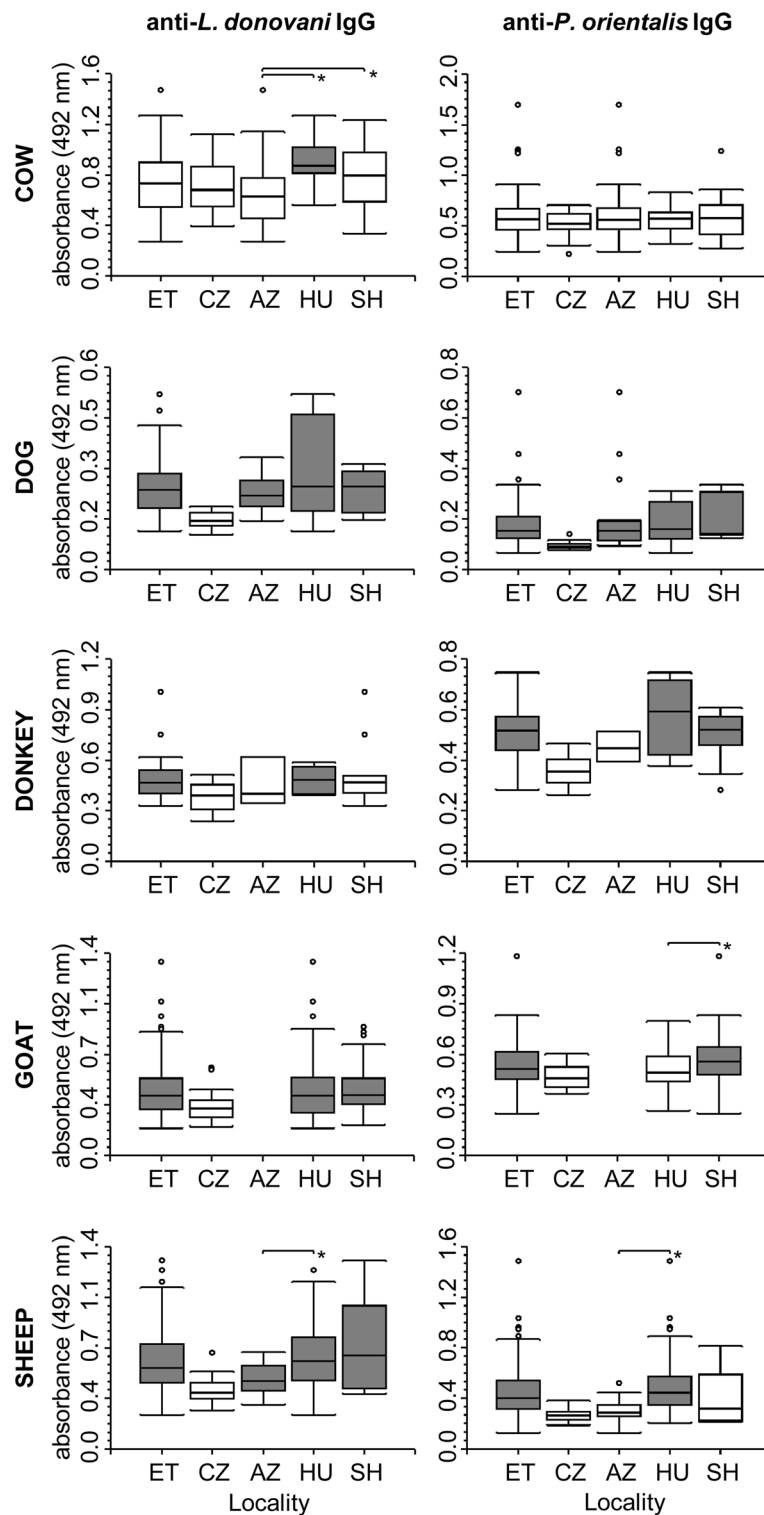 anti-L. donovani IgG
anti-P. orientalis IgG
COW
absorbance (492 nm)
0.0 0.4 0.8 1.2 1.6
* *
ET CZ AZ HU SH
0.0 0.5 1.0 1.5 2.0
ET CZ AZ HU SH
DOG
absorbance (492 nm)
0.0 0.2 0.3 0.5 0.6
ET CZ AZ HU SH
0.0 0.2 0.4 0.6 0.8
ET CZ AZ HU SH
DONKEY
absorbance (492 nm)
0.0 0.3 0.6 0.9 1.2
ET CZ AZ HU SH
0.0 0.2 0.4 0.6 0.8
ET CZ AZ HU SH
GOAT
absorbance (492 nm)
0.0 0.4 0.7 1.1 1.4
ET CZ AZ HU SH
0.0 0.3 0.6 0.9 1.2
*
ET CZ AZ HU SH
SHEEP
absorbance (492 nm)
0.0 0.4 0.7 1.1 1.4
*
ET CZ AZ HU SH
Locality
0.0 0.4 0.8 1.2 1.6
*
ET CZ AZ HU SH
Locality